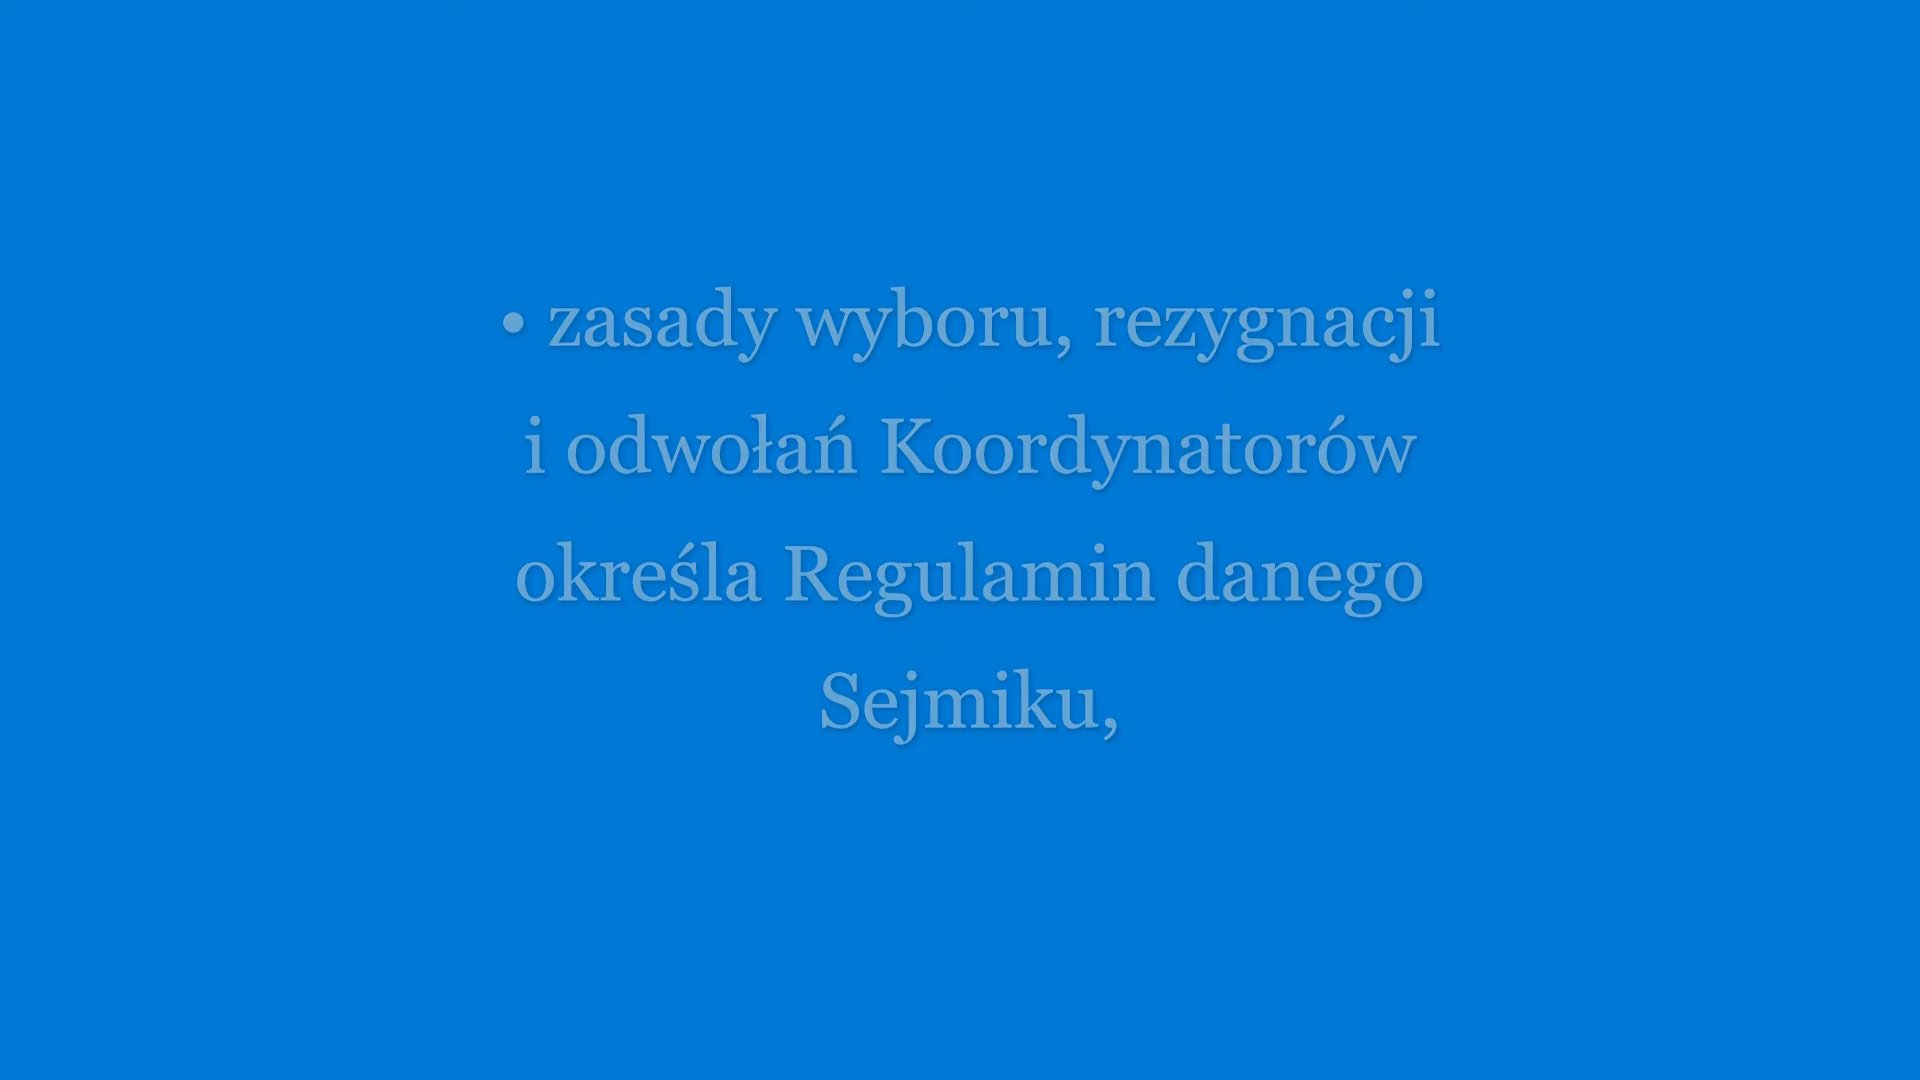 • zasady wyboru, rezygnacji
i odwołań Koordynatorów
określa Regulamin danego
Sejmiku,